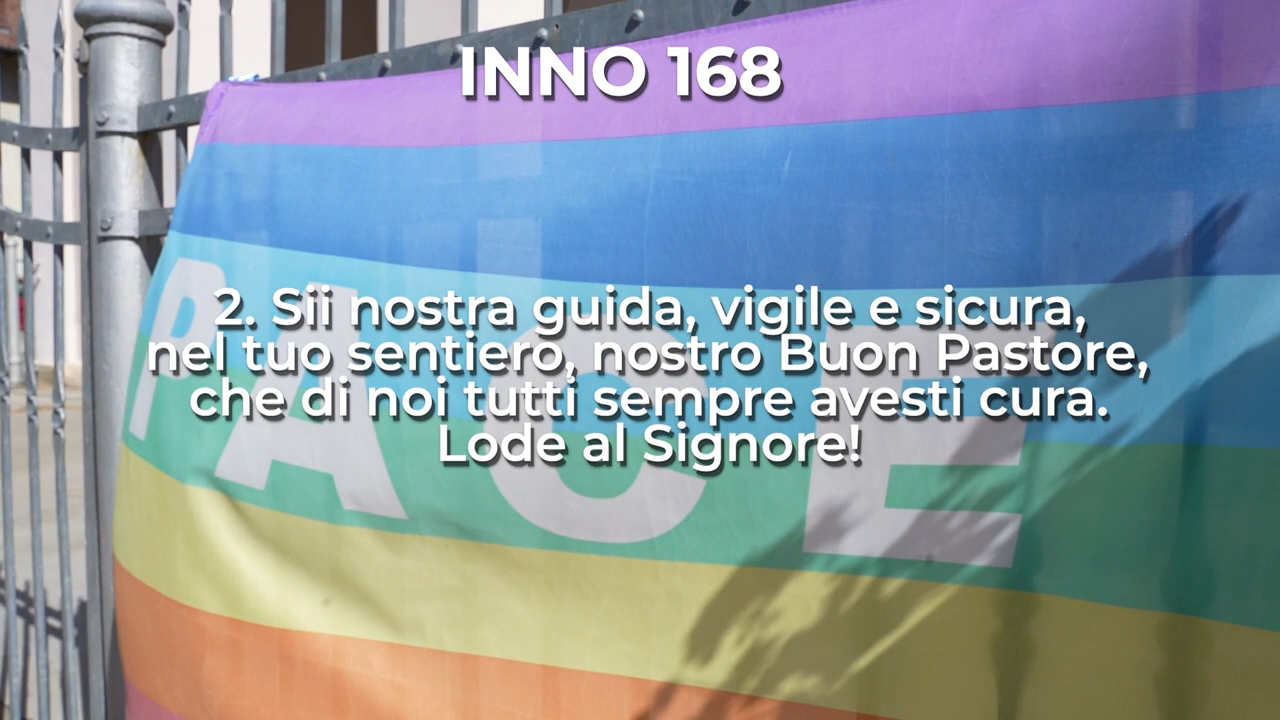 INNO 168
PACE
2. Sii nostra guida, vigile e sicura,
nel tuo sentiero, nostro Buon Pastore,
che di noi tutti sempre avesti cura.
Lode al Signore!